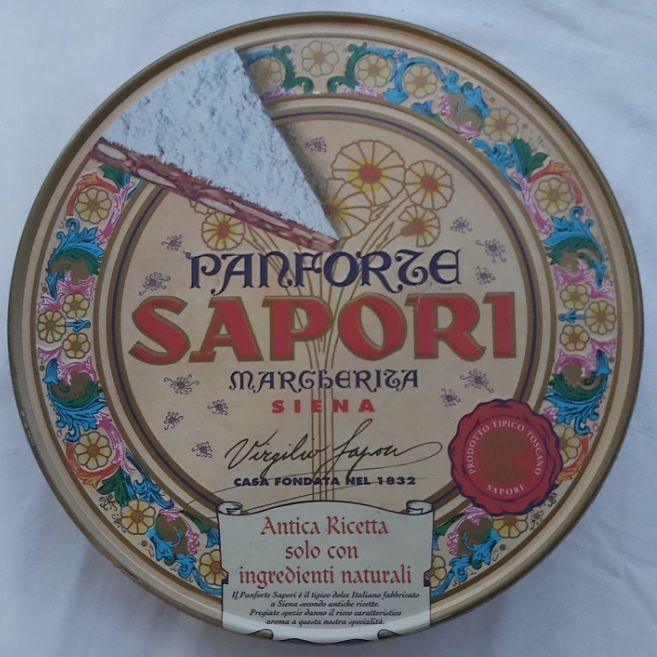 PANFORTE
SAPORI
MARGHERITA
SIENA
Virgilio Sapori
CASA FONDATA NEL 1832
PRODOTTO TIPICO TOSCANO
SAPORI
Antica Ricetta
solo con
ingredienti naturali
Il Panforte Sapori è il tipico dolce Italiano fabbricato
a Siena secondo antiche ricette.
Pregiate spezie danno il ricco caratteristico
aroma a questa nostra specialità.